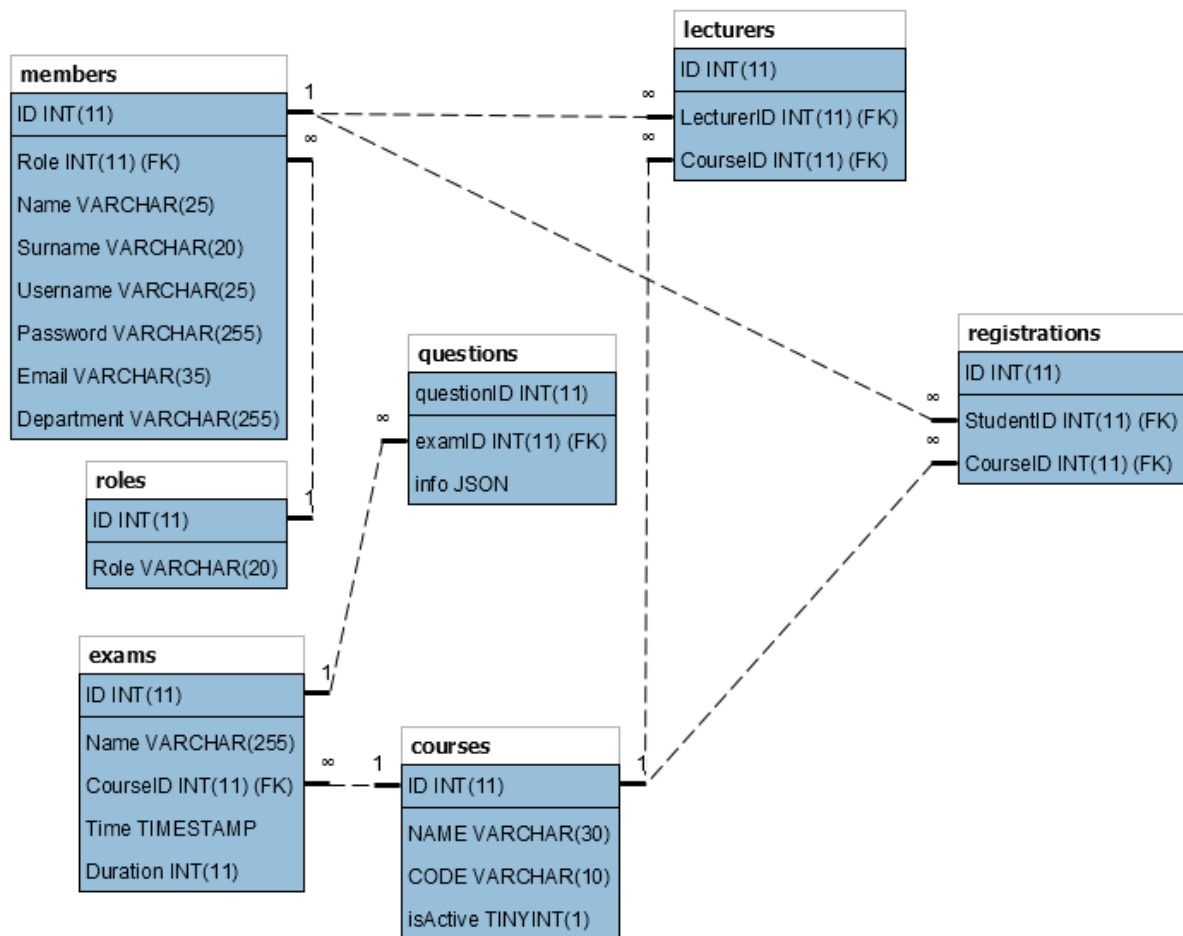 members
ID INT(11)
Role INT(11) (FK)
Name VARCHAR(25)
Surname VARCHAR(20)
Username VARCHAR(25)
Password VARCHAR(255)
Email VARCHAR(35)
Department VARCHAR(255)
1
∞
lecturers
ID INT(11)
LecturerID INT(11) (FK)
CourseID INT(11) (FK)
∞
∞
questions
questionID INT(11)
examID INT(11) (FK)
info JSON
∞
registrations
ID INT(11)
StudentID INT(11) (FK)
CourseID INT(11) (FK)
∞
∞
roles
ID INT(11)
Role VARCHAR(20)
1
exams
ID INT(11)
Name VARCHAR(255)
CourseID INT(11) (FK)
Time TIMESTAMP
Duration INT(11)
1
∞
courses
ID INT(11)
NAME VARCHAR(30)
CODE VARCHAR(10)
isActive TINYINT(1)
1
1